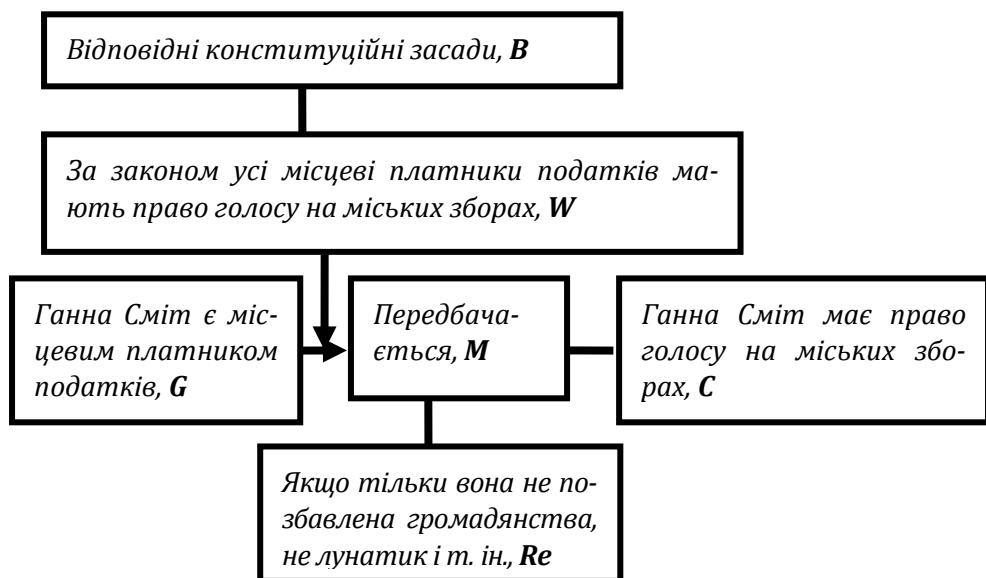 Відповідні конституційні засади, B
За законом усі місцеві платники податків ма-
ють право голосу на міських зборах, W
Ганна Сміт є міс-
цевим платником
податків, G
Передбача-
ється, M
Ганна Сміт має право
голосу на міських збо-
рах, C
Якщо тільки вона не по-
збавлена громадянства,
не лунатик і т. ін., Re